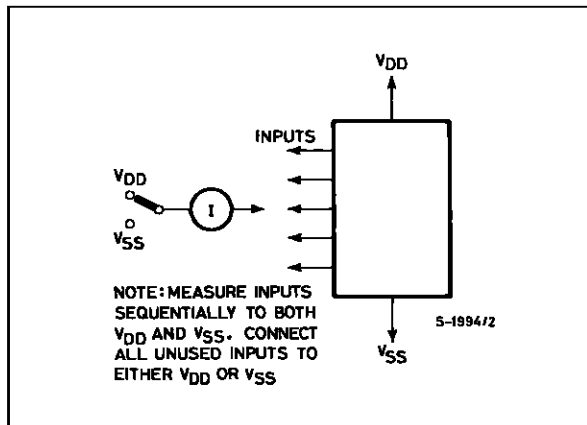 VDD
INPUTS
VDD
I
VSS
NOTE: MEASURE INPUTS
SEQUENTIALLY TO BOTH
VDD AND VSS. CONNECT
ALL UNUSED INPUTS TO
EITHER VDD OR VSS
S-1994/2
VSS